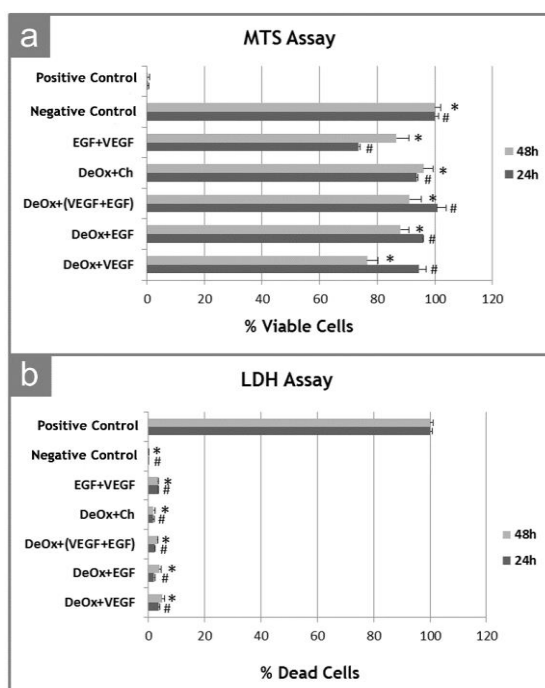 a
MTS Assay
Positive Control
Negative Control *
#
EGF+VEGF *
#
DeOx+Ch *
#
DeOx+(VEGF+EGF) *
#
DeOx+EGF *
#
DeOx+VEGF *
#
48h
24h
0 20 40 60 80 100 120
% Viable Cells
b
LDH Assay
Positive Control
Negative Control *
#
EGF+VEGF *
#
DeOx+Ch *
#
DeOx+(VEGF+EGF) *
#
DeOx+EGF *
#
DeOx+VEGF *
#
48h
24h
0 20 40 60 80 100 120
% Dead Cells